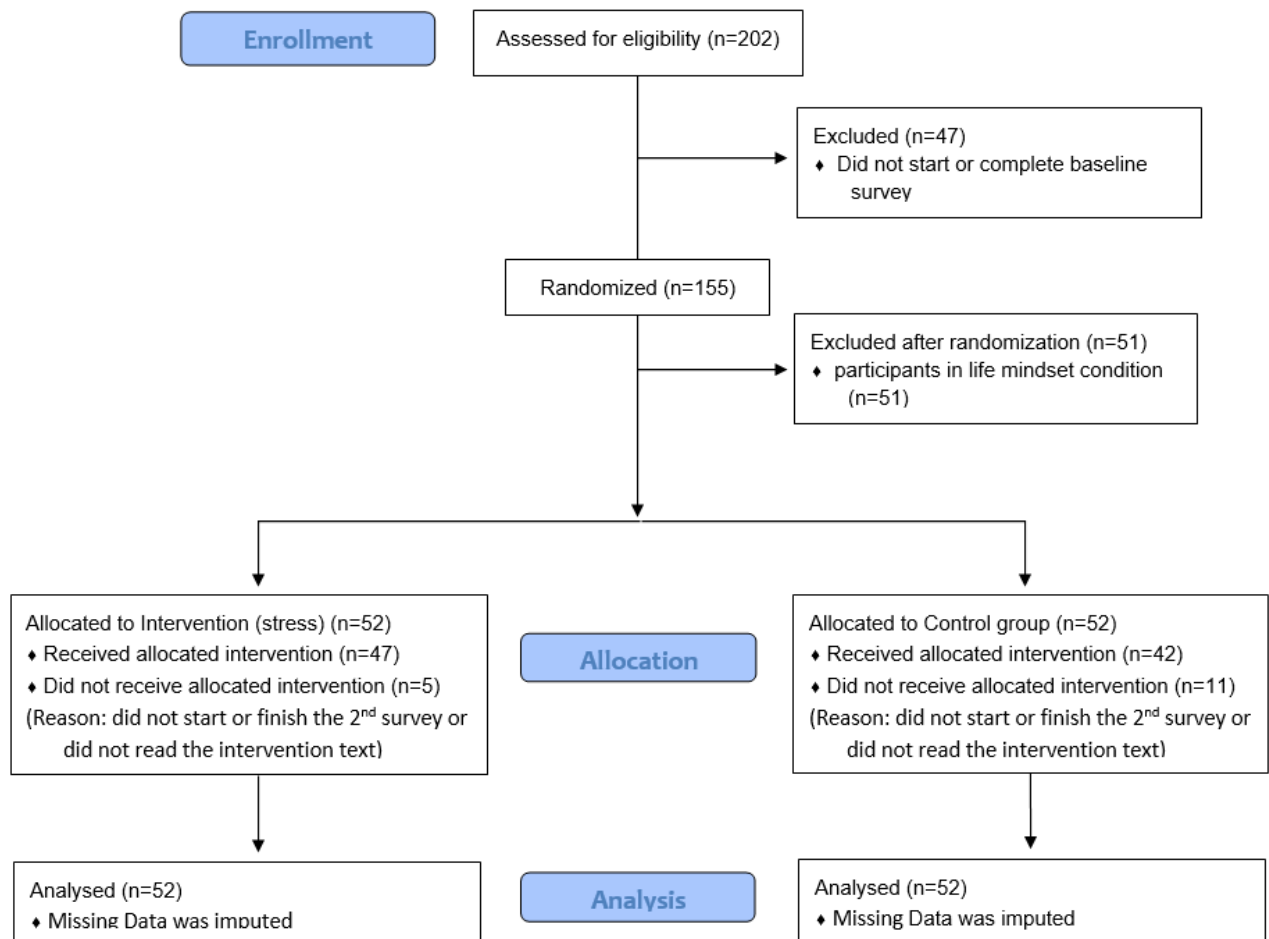 Enrollment
Assessed for eligibility (n=202)
Excluded (n=47)
♦ Did not start or complete baseline
survey
Randomized (n=155)
Excluded after randomization (n=51)
♦ participants in life mindset condition
(n=51)
Allocated to Intervention (stress) (n=52)
♦ Received allocated intervention (n=47)
♦ Did not receive allocated intervention (n=5)
(Reason: did not start or finish the 2nd survey or
did not read the intervention text)
Allocation
Allocated to Control group (n=52)
♦ Received allocated intervention (n=42)
♦ Did not receive allocated intervention (n=11)
(Reason: did not start or finish the 2nd survey or
did not read the intervention text)
Analysed (n=52)
♦ Missing Data was imputed
Analysis
Analysed (n=52)
♦ Missing Data was imputed